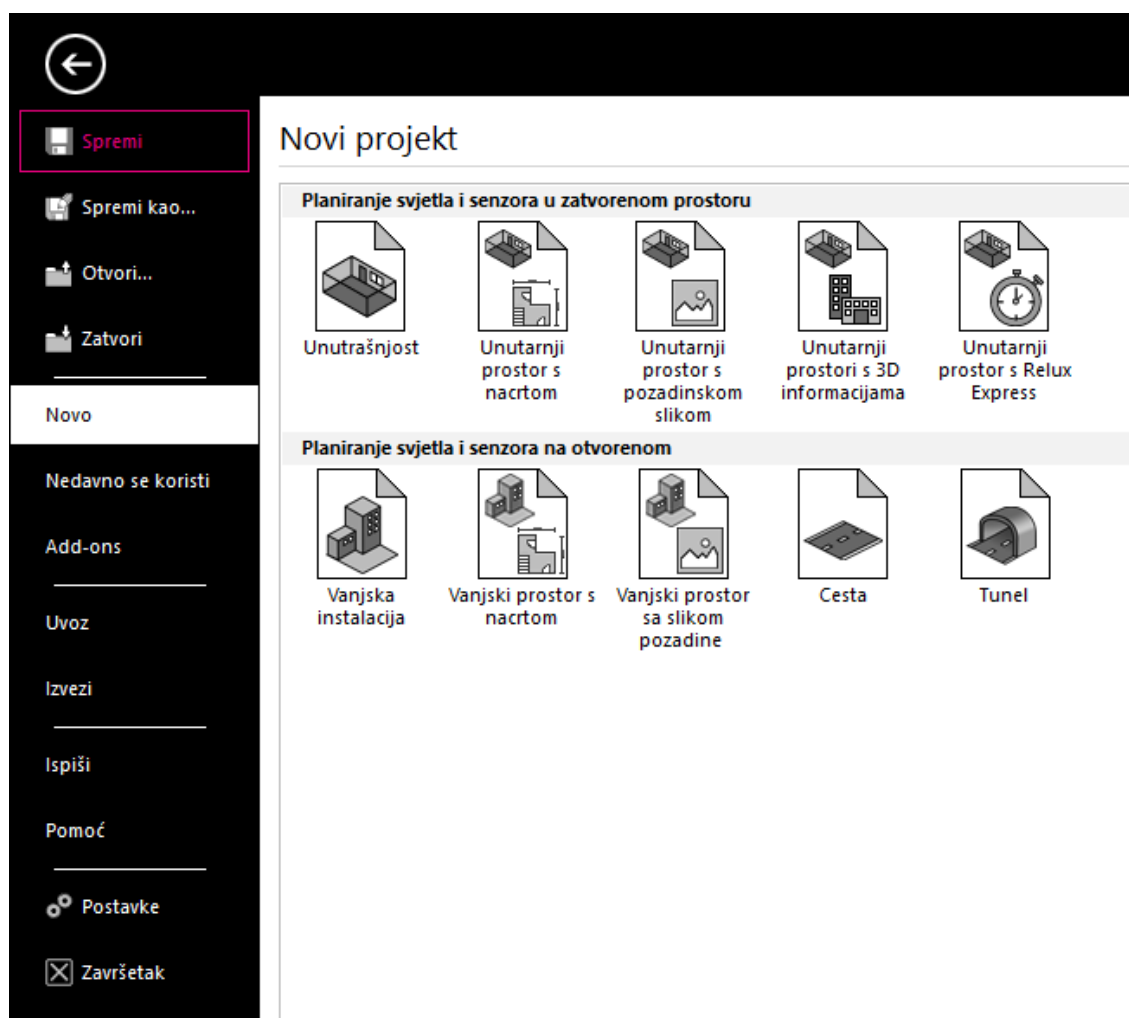 Spremi
Spremi kao...
Otvori...
Zatvori
Novo
Nedavno se koristi
Add-ons
Uvoz
Izvezi
Ispiši
Pomoć
Postavke
Završetak
Novi projekt
Planiranje svjetla i senzora u zatvorenom prostoru
Unutrašnjost
Unutarnji
prostor s
nacrtom
Unutarnji
prostor s
pozadinskom
slikom
Unutarnji
prostori s 3D
informacijama
Unutarnji
prostor s Relux
Express
Planiranje svjetla i senzora na otvorenom
Vanjska
instalacija
Vanjski prostor s
nacrtom
Vanjski prostor
sa slikom
pozadine
Cesta
Tunel